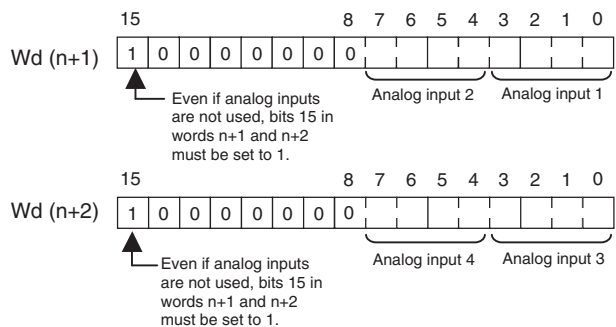 15 8 7 6 5 4 3 2 1 0
Wd (n+1) 1 0 0 0 0 0 0 0
Analog input 2 Analog input 1
Even if analog inputs
are not used, bits 15 in
words n+1 and n+2
must be set to 1.
15 8 7 6 5 4 3 2 1 0
Wd (n+2) 1 0 0 0 0 0 0 0
Analog input 4 Analog input 3
Even if analog inputs
are not used, bits 15 in
words n+1 and n+2
must be set to 1.